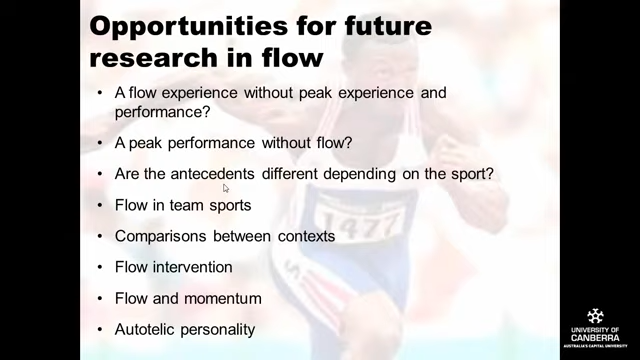 Opportunities for future
research in flow
• A flow experience without peak experience and
performance?
• A peak performance without flow?
• Are the antecedents different depending on the sport?
• Flow in team sports
• Comparisons between contexts
• Flow intervention
• Flow and momentum
• Autotelic personality
1477
UNIVERSITY OF
CANBERRA
AUSTRALIA'S CAPITAL UNIVERSITY